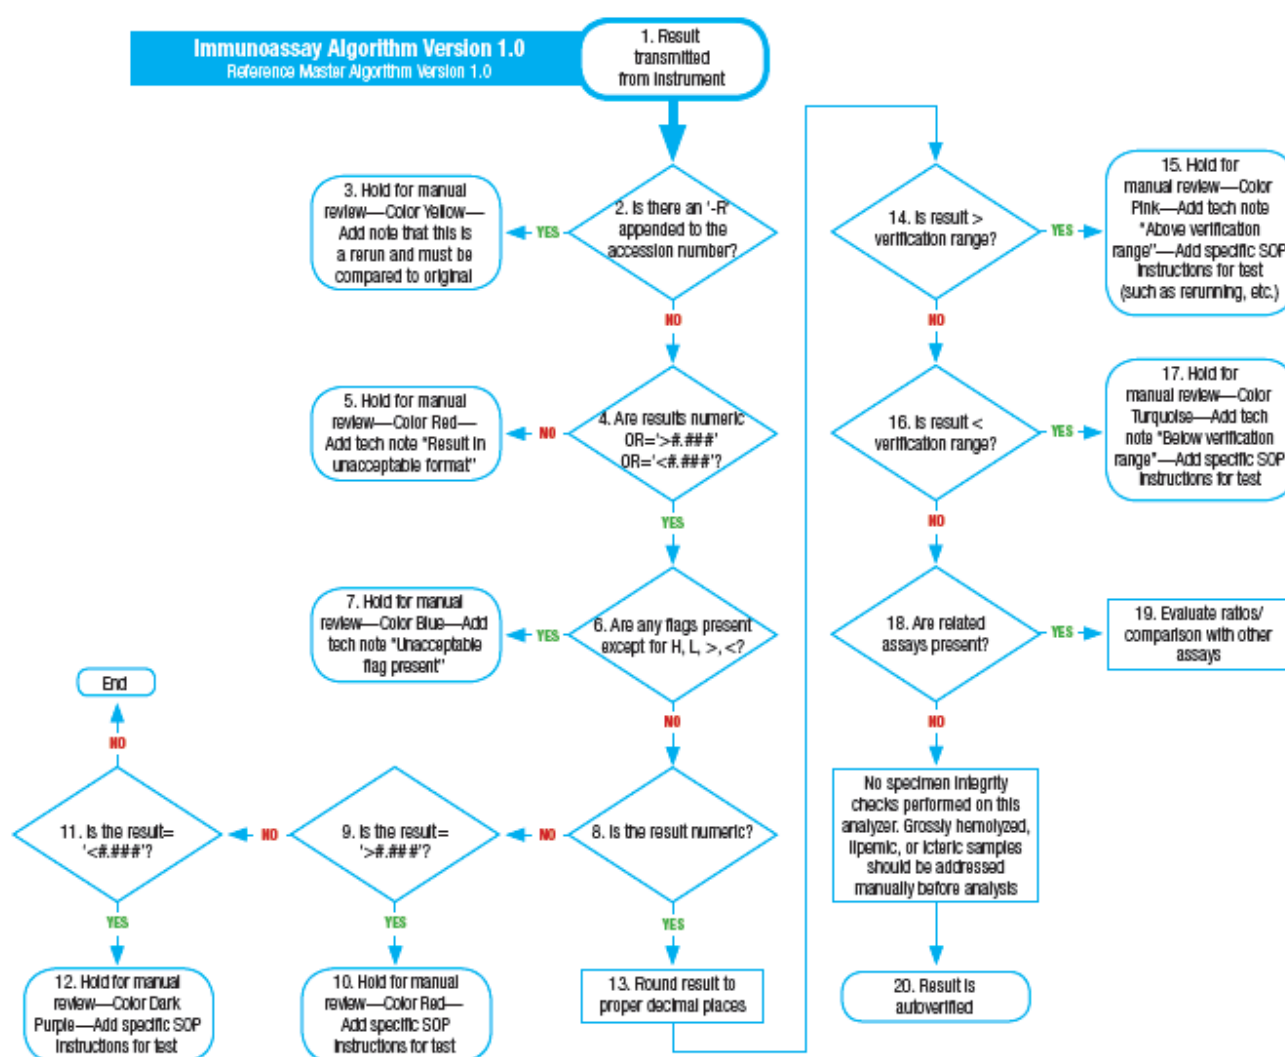 Immunoassay Algorithm Version 1.0
Reference Master Algorithm Version 1.0
1. Result
transmitted
from instrument
2. Is there an '-R'
appended to the
accession number?
YES
3. Hold for manual
review—Color Yellow—
Add note that this is
a rerun and must be
compared to original
NO
4. Are results numeric
OR='>#.###'
OR='<#.###'?
NO
5. Hold for manual
review—Color Red—
Add tech note "Result in
unacceptable format"
YES
6. Are any flags present
except for H, L, >, <?
YES
7. Hold for manual
review—Color Blue—Add
tech note "Unacceptable
flag present"
NO
8. Is the result numeric?
NO
9. Is the result=
'>#.###'?
YES
10. Hold for manual
review—Color Red—
Add specific SOP
instructions for test
NO
11. Is the result=
'<#.###'?
NO
End
YES
12. Hold for manual
review—Color Dark
Purple—Add specific SOP
instructions for test
YES
13. Round result to
proper decimal places
14. Is result >
verification range?
YES
15. Hold for
manual review—Color
Pink—Add tech note
"Above verification
range"—Add specific SOP
instructions for test
(such as rerunning, etc.)
NO
16. Is result <
verification range?
YES
17. Hold for
manual review—Color
Turquoise—Add tech
note "Below verification
range"—Add specific SOP
instructions for test
NO
18. Are related
assays present?
YES
19. Evaluate ratios/
comparison with other
assays
NO
No specimen integrity
checks performed on this
analyzer. Grossly hemolyzed,
lipemic, or icteric samples
should be addressed
manually before analysis
20. Result is
autoverified